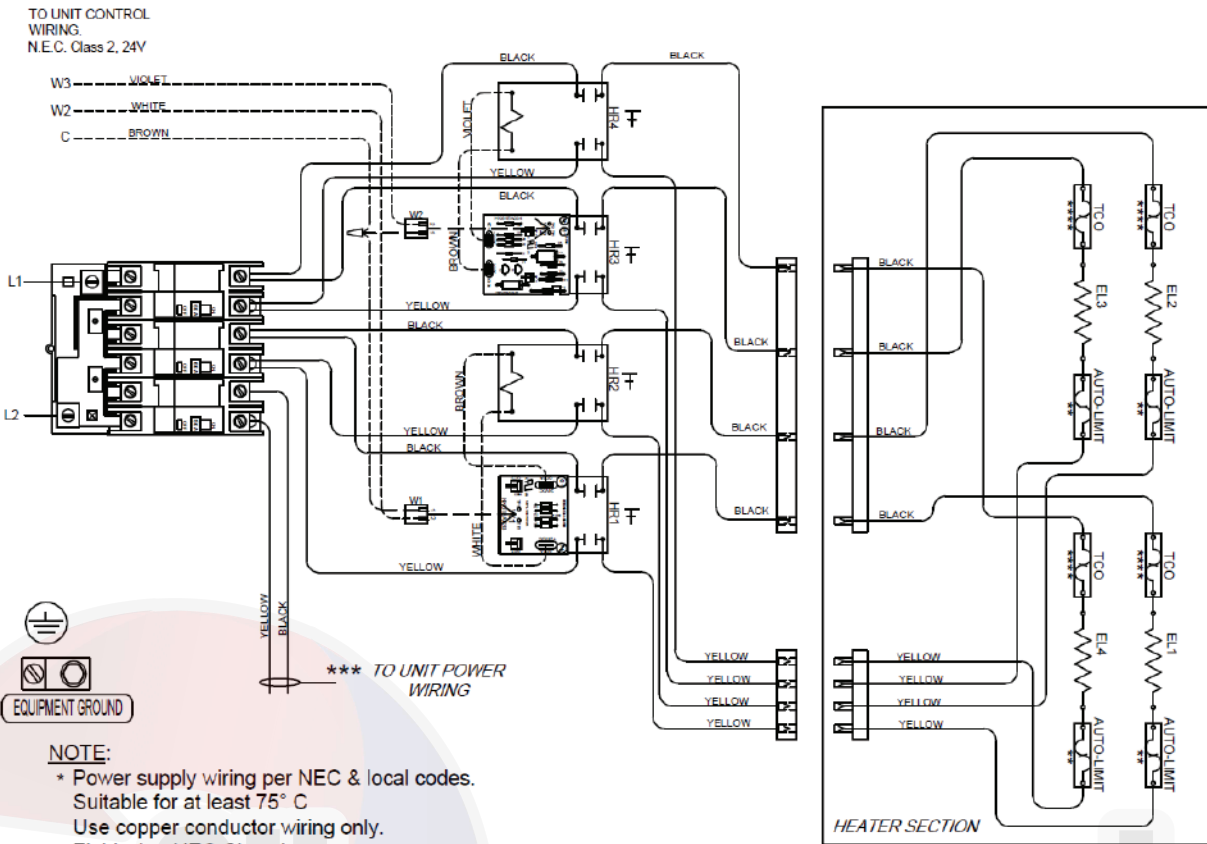 TO UNIT CONTROL
WIRING.
N.E.C. Class 2, 24V
W3
VIOLET
W2
WHITE
C
BROWN
BLACK
BLACK
VIOLET
HR4
YELLOW
BLACK
W2
BROWN
HR3
L1
YELLOW
BLACK
BLACK
BROWN
HR2
L2
YELLOW
BLACK
BLACK
W1
WHITE
HR1
BLACK
YELLOW
YELLOW
BLACK
*** TO UNIT POWER
WIRING
EQUIPMENT GROUND
YELLOW
YELLOW
YELLOW
YELLOW
TCO
****
TCO
****
BLACK
EL3
EL2
BLACK
AUTO-LIMIT
**
AUTO-LIMIT
**
BLACK
BLACK
TCO
****
TCO
****
YELLOW
YELLOW
YELLOW
YELLOW
EL4
EL1
AUTO-LIMIT
**
AUTO-LIMIT
**
HEATER SECTION
NOTE:
* Power supply wiring per NEC & local codes.
Suitable for at least 75° C
Use copper conductor wiring only.